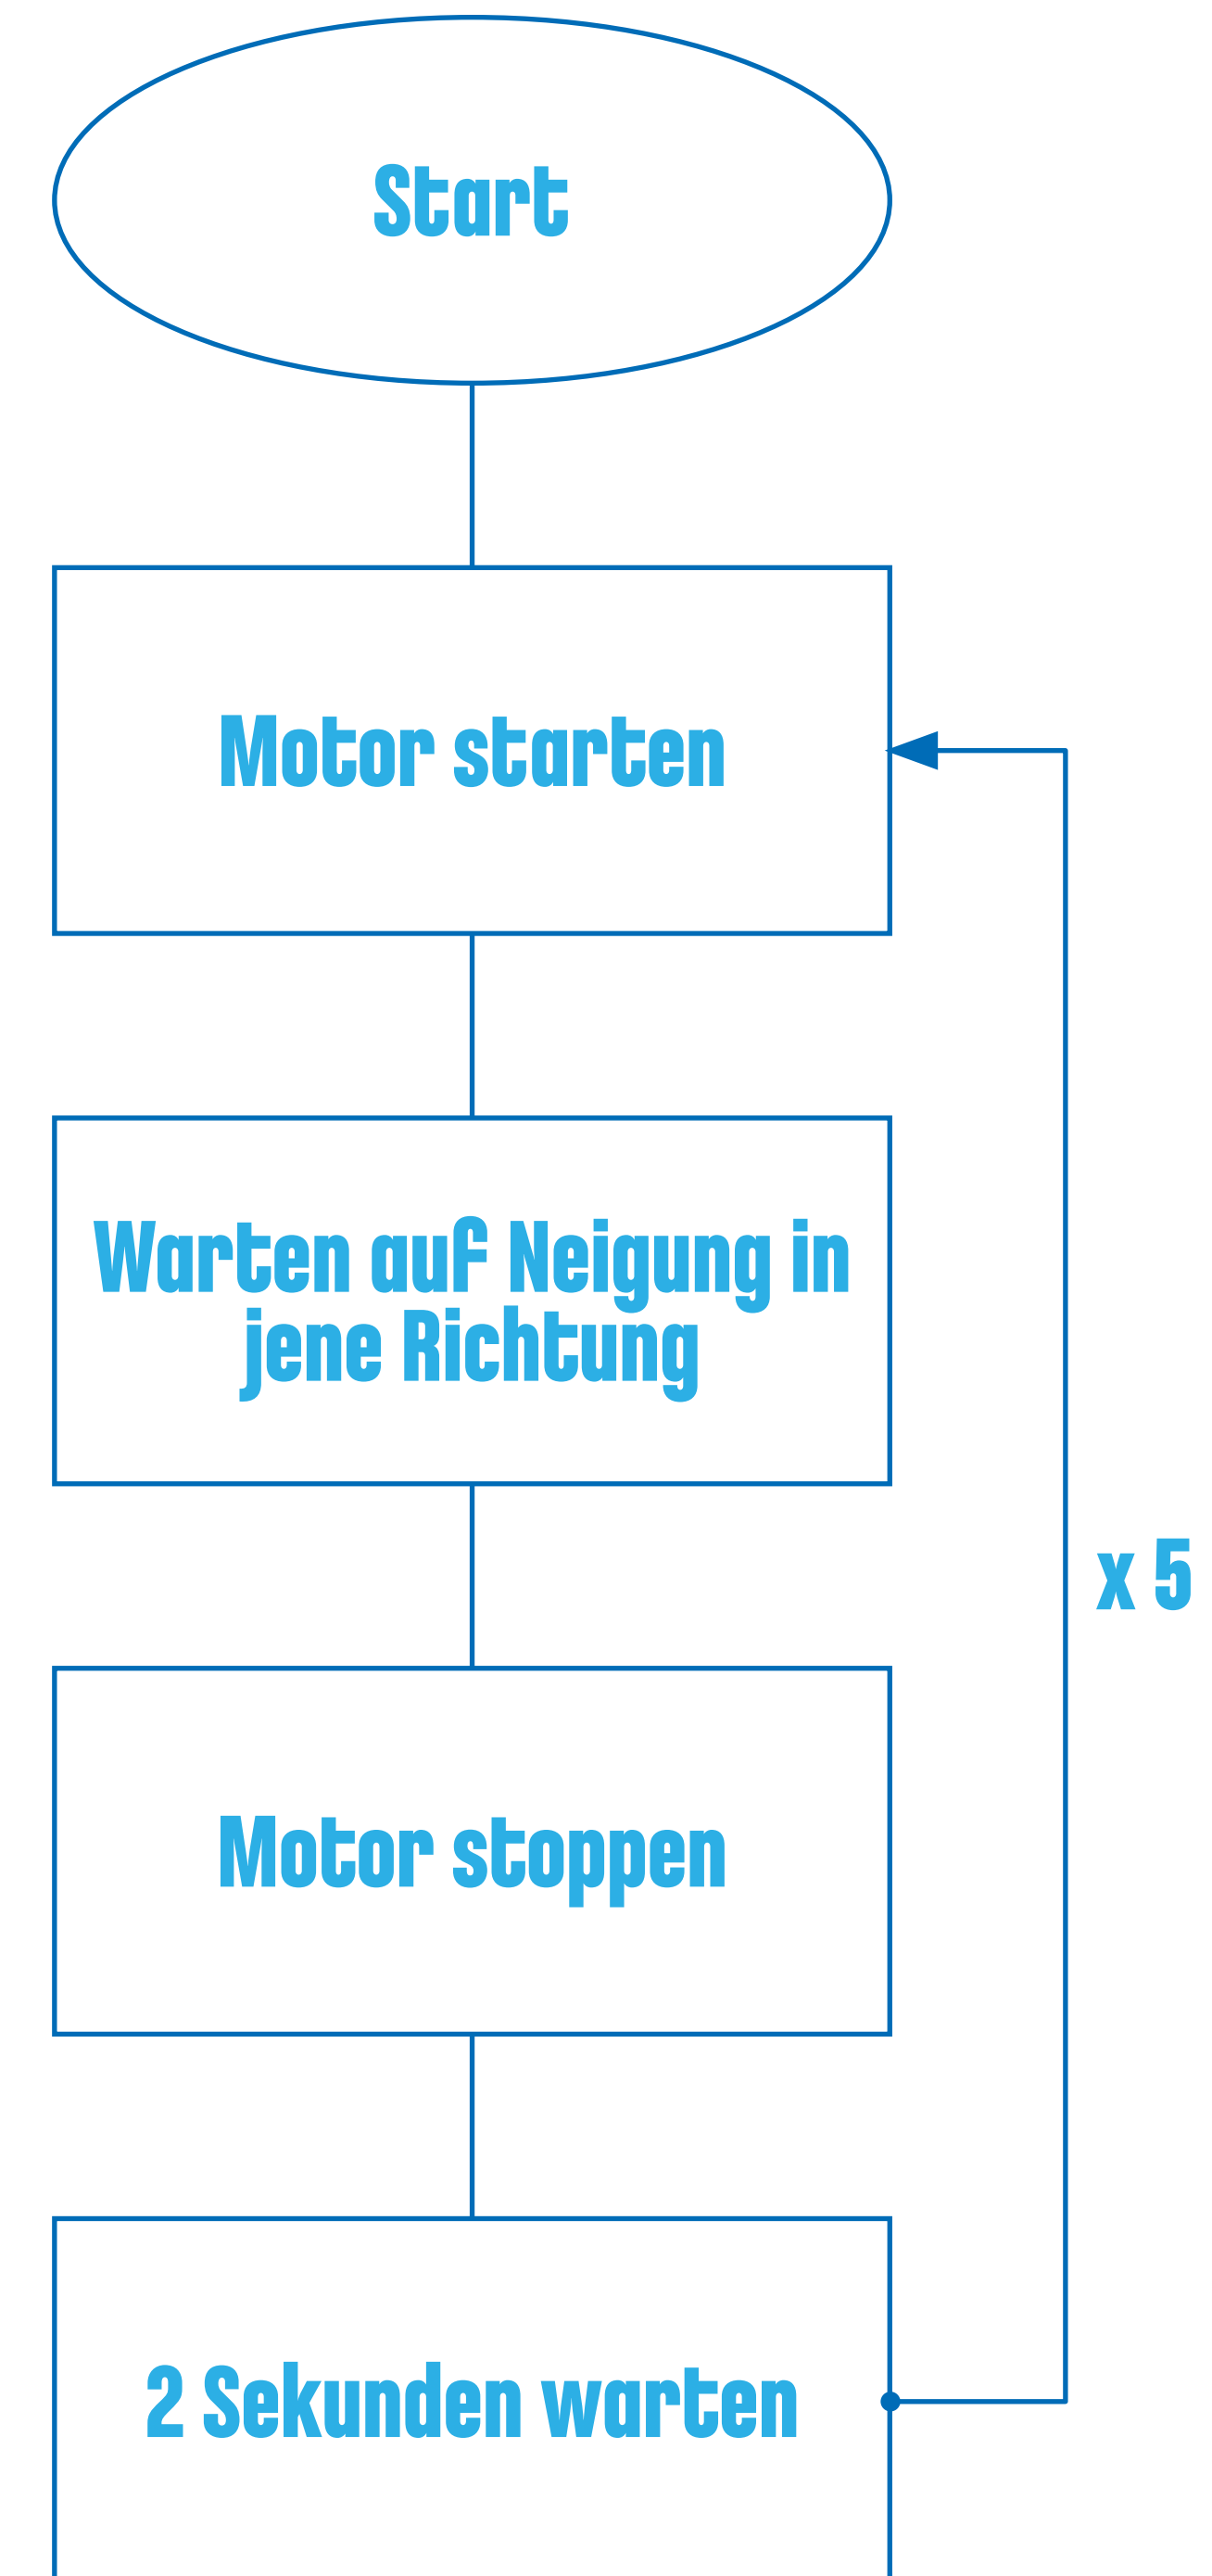 Start
Motor starten
Warten auf Neigung in
jene Richtung
x 5
Motor stoppen
2 Sekunden warten